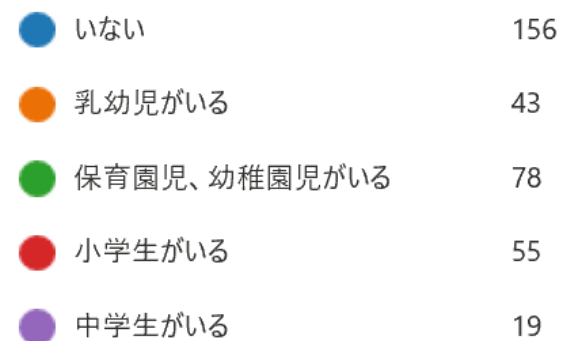 いない 156
乳幼児がいる 43
保育園児、幼稚園児がいる 78
小学生がいる 55
中学生がいる 19